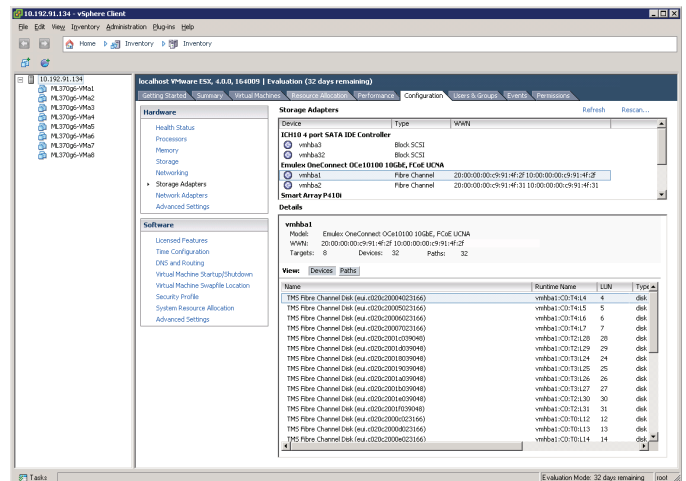 10.192.91.134 - vSphere Client
File Edit View Inventory Administration Plug-ins Help
Home Inventory Inventory
10.192.91.134
ML370g6-VMa1
ML370g6-VMa2
ML370g6-VMa3
ML370g6-VMa4
ML370g6-VMa5
ML370g6-VMa6
ML370g6-VMa7
ML370g6-VMa8
localhost VMware ESX, 4.0.0, 164009 | Evaluation (32 days remaining)
Getting Started Summary Virtual Machines Resource Allocation Performance Configuration Users & Groups Events Permissions
Hardware
Health Status
Processors
Memory
Storage
Networking
Storage Adapters
Network Adapters
Advanced Settings
Software
Licensed Features
Time Configuration
DNS and Routing
Virtual Machine Startup/Shutdown
Virtual Machine Swapfile Location
Security Profile
System Resource Allocation
Advanced Settings
Storage Adapters Refresh Rescan...
Device Type WWN
ICH10 4 port SATA IDE Controller
vmhba3 Block SCSI
vmhba32 Block SCSI
Emulex OneConnect OCe10100 10GbE, FCoE UCNA
vmhba1 Fibre Channel 20:00:00:00:c9:91:4f:2f 10:00:00:00:c9:91:4f:2f
vmhba2 Fibre Channel 20:00:00:00:c9:91:4f:31 10:00:00:00:c9:91:4f:31
Smart Array P410i
Details
vmhba1
Model: Emulex OneConnect OCe10100 10GbE, FCoE UCNA
WWN: 20:00:00:00:c9:91:4f:2f 10:00:00:00:c9:91:4f:2f
Targets: 8 Devices: 32 Paths: 32
View: Devices Paths
Name Runtime Name LUN Type
TMS Fibre Channel Disk (eui.c020c20004023166) vmhba1:C0:T4:L4 4 disk
TMS Fibre Channel Disk (eui.c020c20005023166) vmhba1:C0:T4:L5 5 disk
TMS Fibre Channel Disk (eui.c020c20006023166) vmhba1:C0:T4:L6 6 disk
TMS Fibre Channel Disk (eui.c020c20007023166) vmhba1:C0:T4:L7 7 disk
TMS Fibre Channel Disk (eui.c020c2001c039048) vmhba1:C0:T2:L28 28 disk
TMS Fibre Channel Disk (eui.c020c2001d039048) vmhba1:C0:T2:L29 29 disk
TMS Fibre Channel Disk (eui.c020c20018039048) vmhba1:C0:T3:L24 24 disk
TMS Fibre Channel Disk (eui.c020c20019039048) vmhba1:C0:T3:L25 25 disk
TMS Fibre Channel Disk (eui.c020c2001a039048) vmhba1:C0:T3:L26 26 disk
TMS Fibre Channel Disk (eui.c020c2001b039048) vmhba1:C0:T3:L27 27 disk
TMS Fibre Channel Disk (eui.c020c2001e039048) vmhba1:C0:T2:L30 30 disk
TMS Fibre Channel Disk (eui.c020c2001f039048) vmhba1:C0:T2:L31 31 disk
TMS Fibre Channel Disk (eui.c020c2000c023166) vmhba1:C0:T0:L12 12 disk
TMS Fibre Channel Disk (eui.c020c2000d023166) vmhba1:C0:T0:L13 13 disk
TMS Fibre Channel Disk (eui.c020c2000e023166) vmhba1:C0:T0:L14 14 disk
Tasks Evaluation Mode: 32 days remaining root